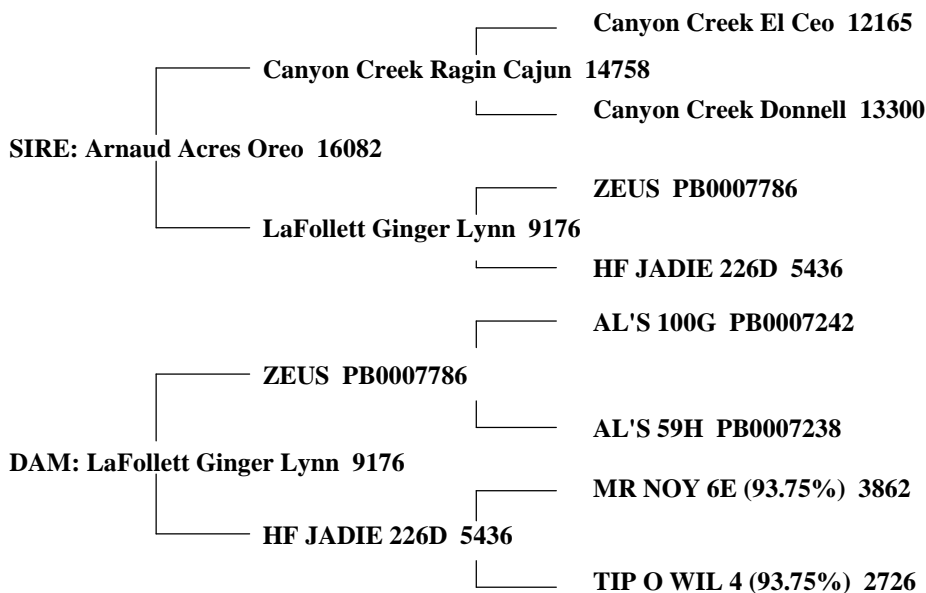 Canyon Creek El Ceo 12165
Canyon Creek Ragin Cajun 14758
Canyon Creek Donnell 13300
SIRE: Arnaud Acres Oreo 16082
ZEUS PB0007786
LaFollett Ginger Lynn 9176
HF JADIE 226D 5436
AL'S 100G PB0007242
ZEUS PB0007786
AL'S 59H PB0007238
DAM: LaFollett Ginger Lynn 9176
MR NOY 6E (93.75%) 3862
HF JADIE 226D 5436
TIP O WIL 4 (93.75%) 2726